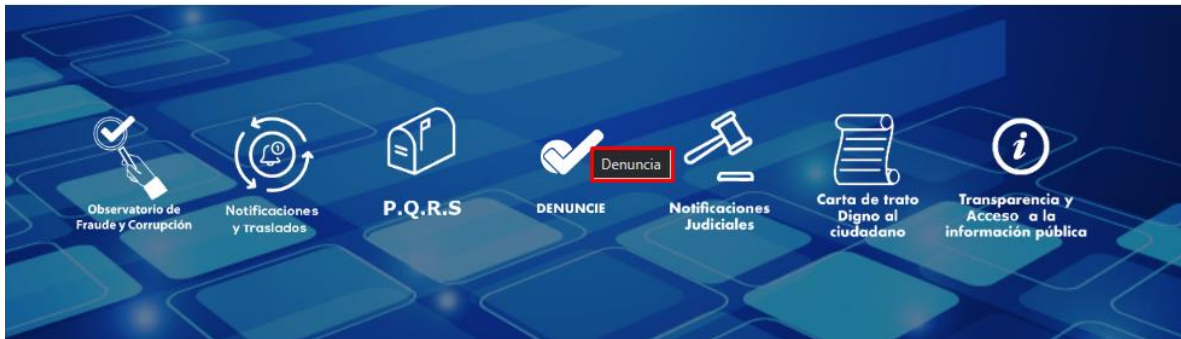 Denuncia
Observatorio de
Fraude y Corrupción
Notificaciones
y Traslados
P.Q.R.S
DENUNCIE
Notificaciones
Judiciales
Carta de trato
Digno al
ciudadano
Transparencia y
Acceso a la
información pública